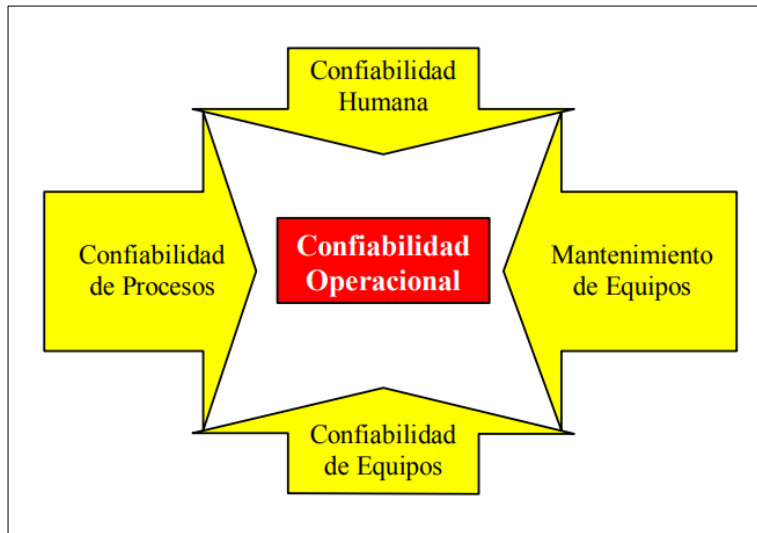 Confiabilidad
Humana
Confiabilidad
de Procesos
Confiabilidad
Operacional
Mantenimiento
de Equipos
Confiabilidad
de Equipos